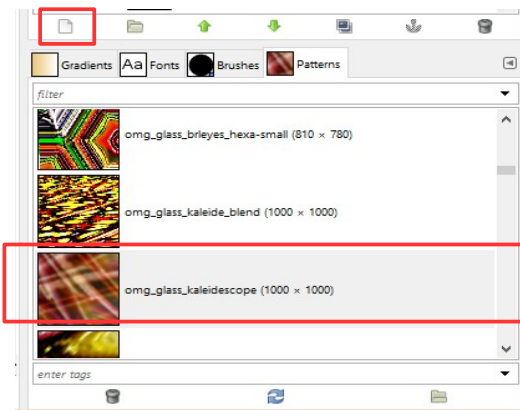 Gradients Aa Fonts Brushes Patterns
filter
omg_glass_brleyes_hexa-small (810 × 780)
omg_glass_kaleide_blend (1000 × 1000)
omg_glass_kaleidescope (1000 × 1000)
enter tags